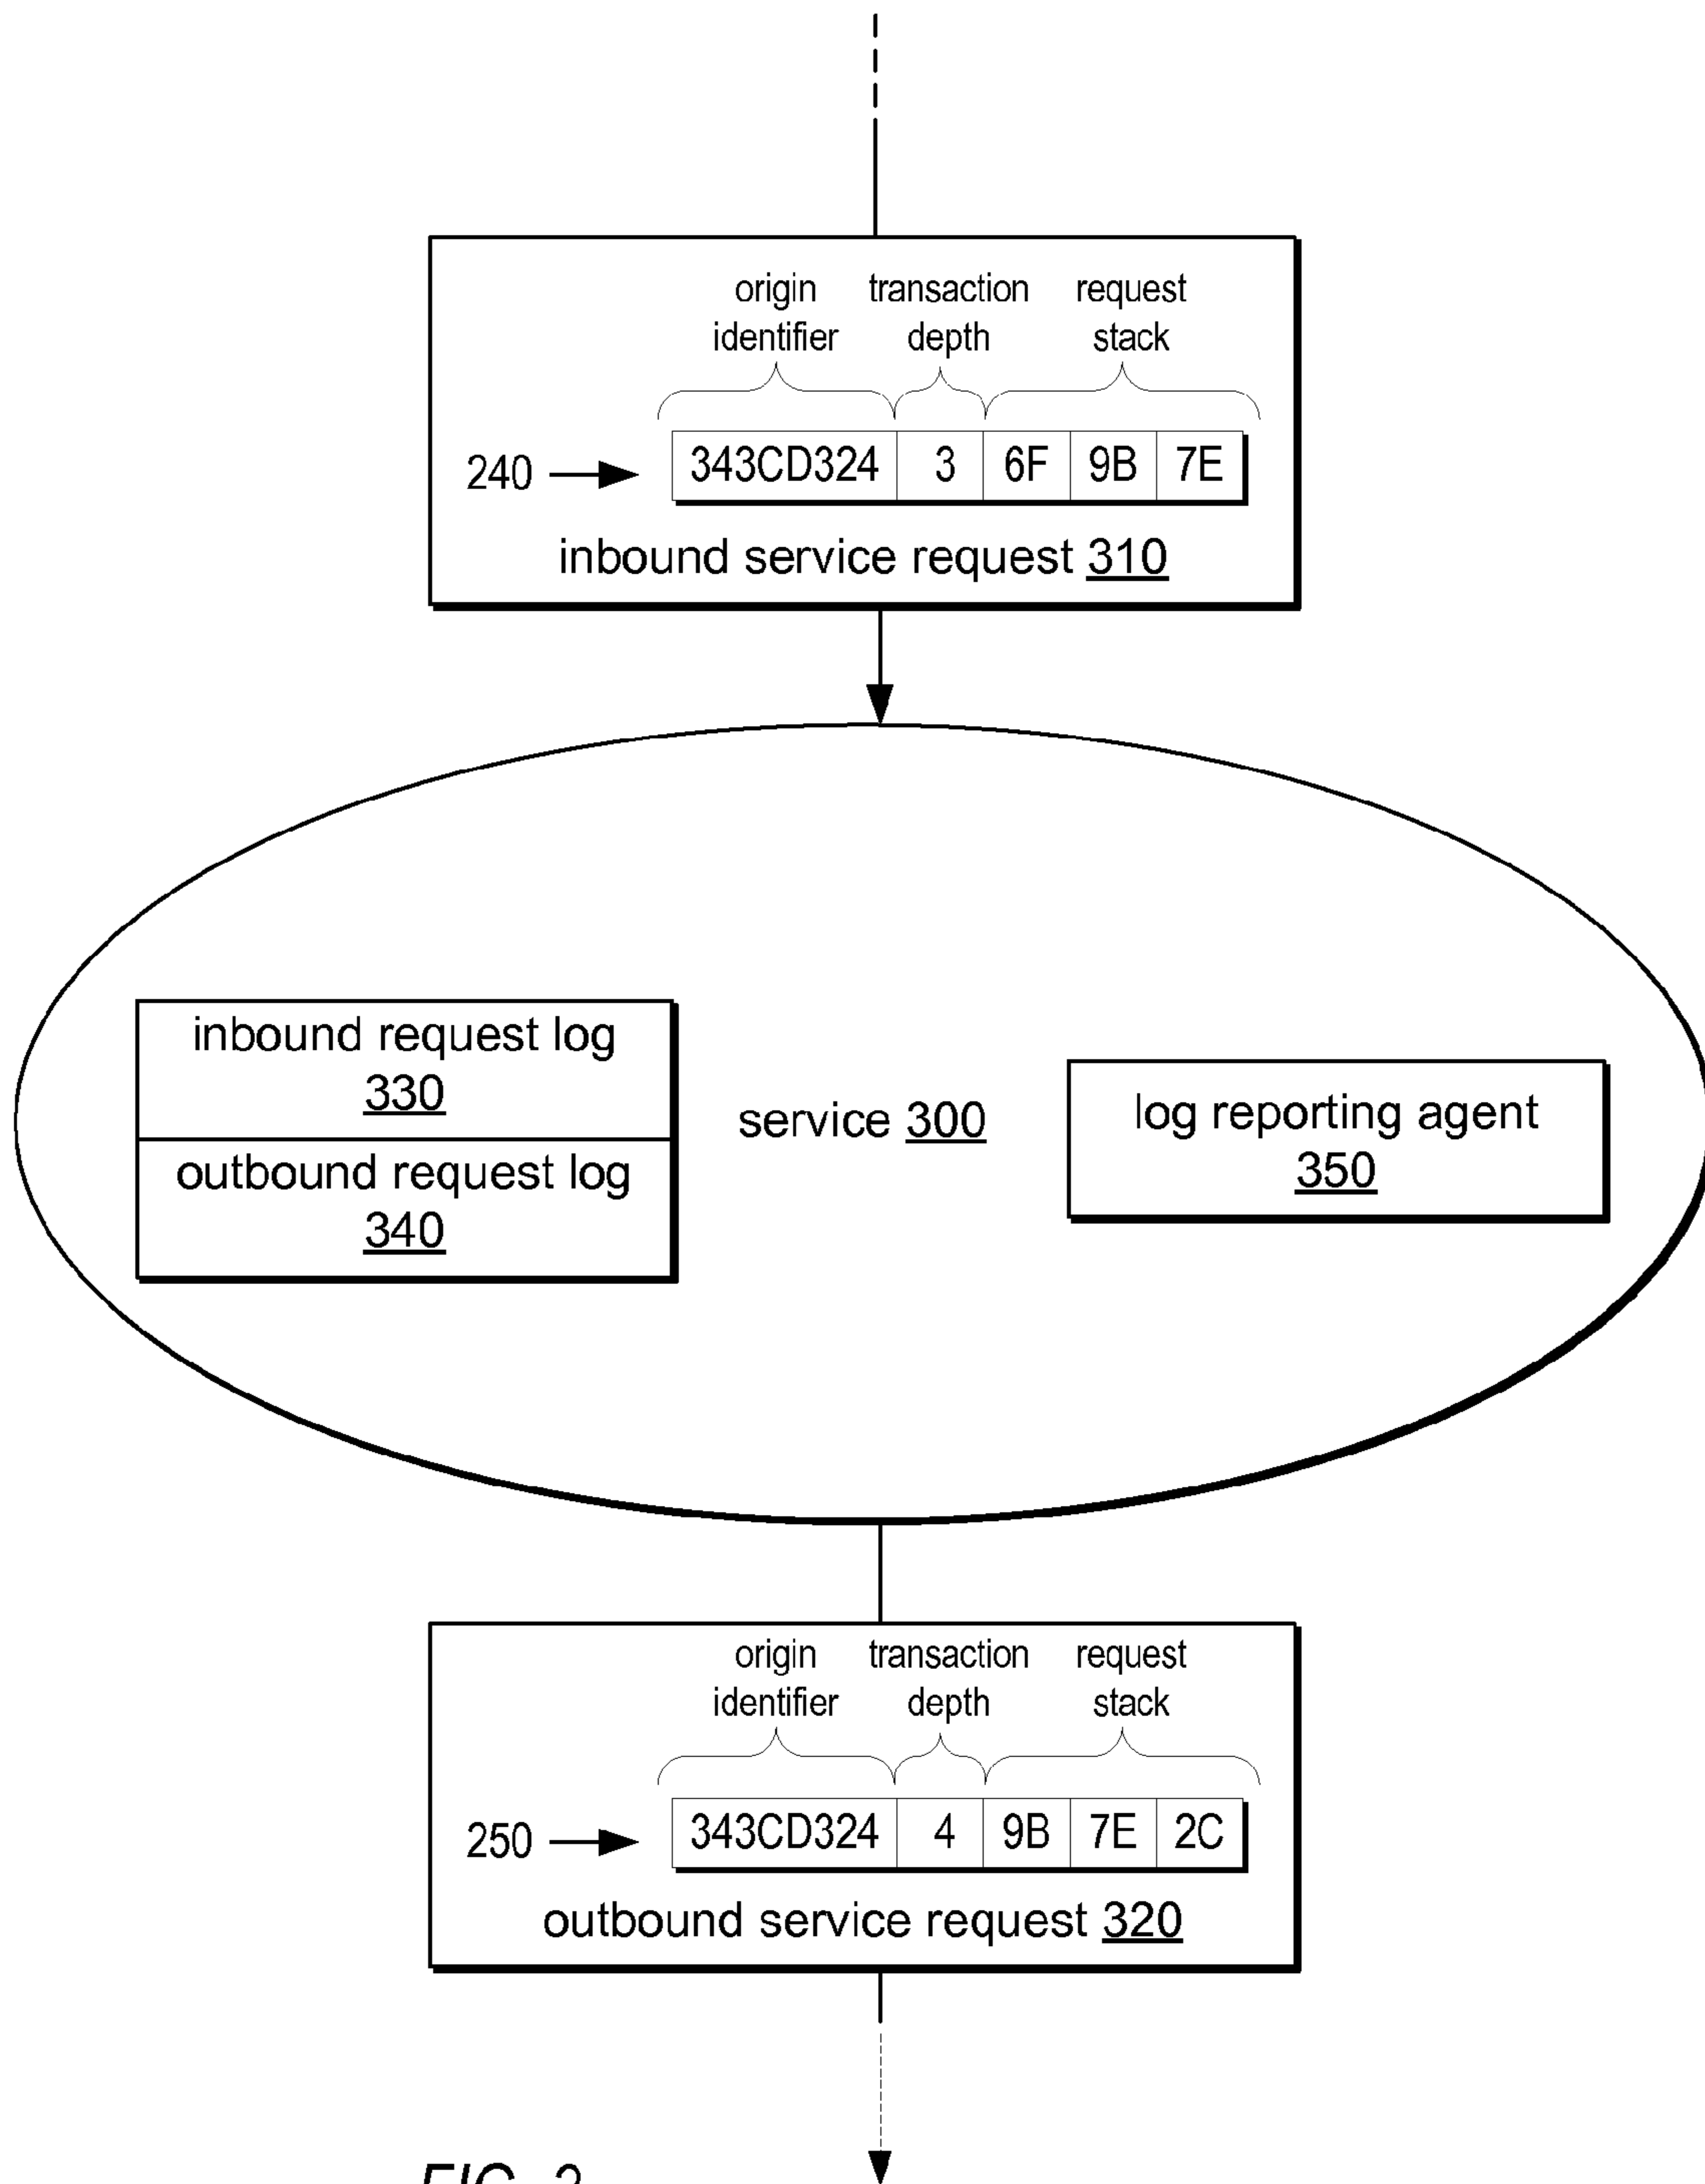 origin transaction request
identifier depth stack
240 343CD324 3 6F 9B 7E
inbound service request 310
inbound request log
330
outbound request log
340
service 300
log reporting agent
350
origin transaction request
identifier depth stack
250 343CD324 4 9B 7E 2C
outbound service request 320